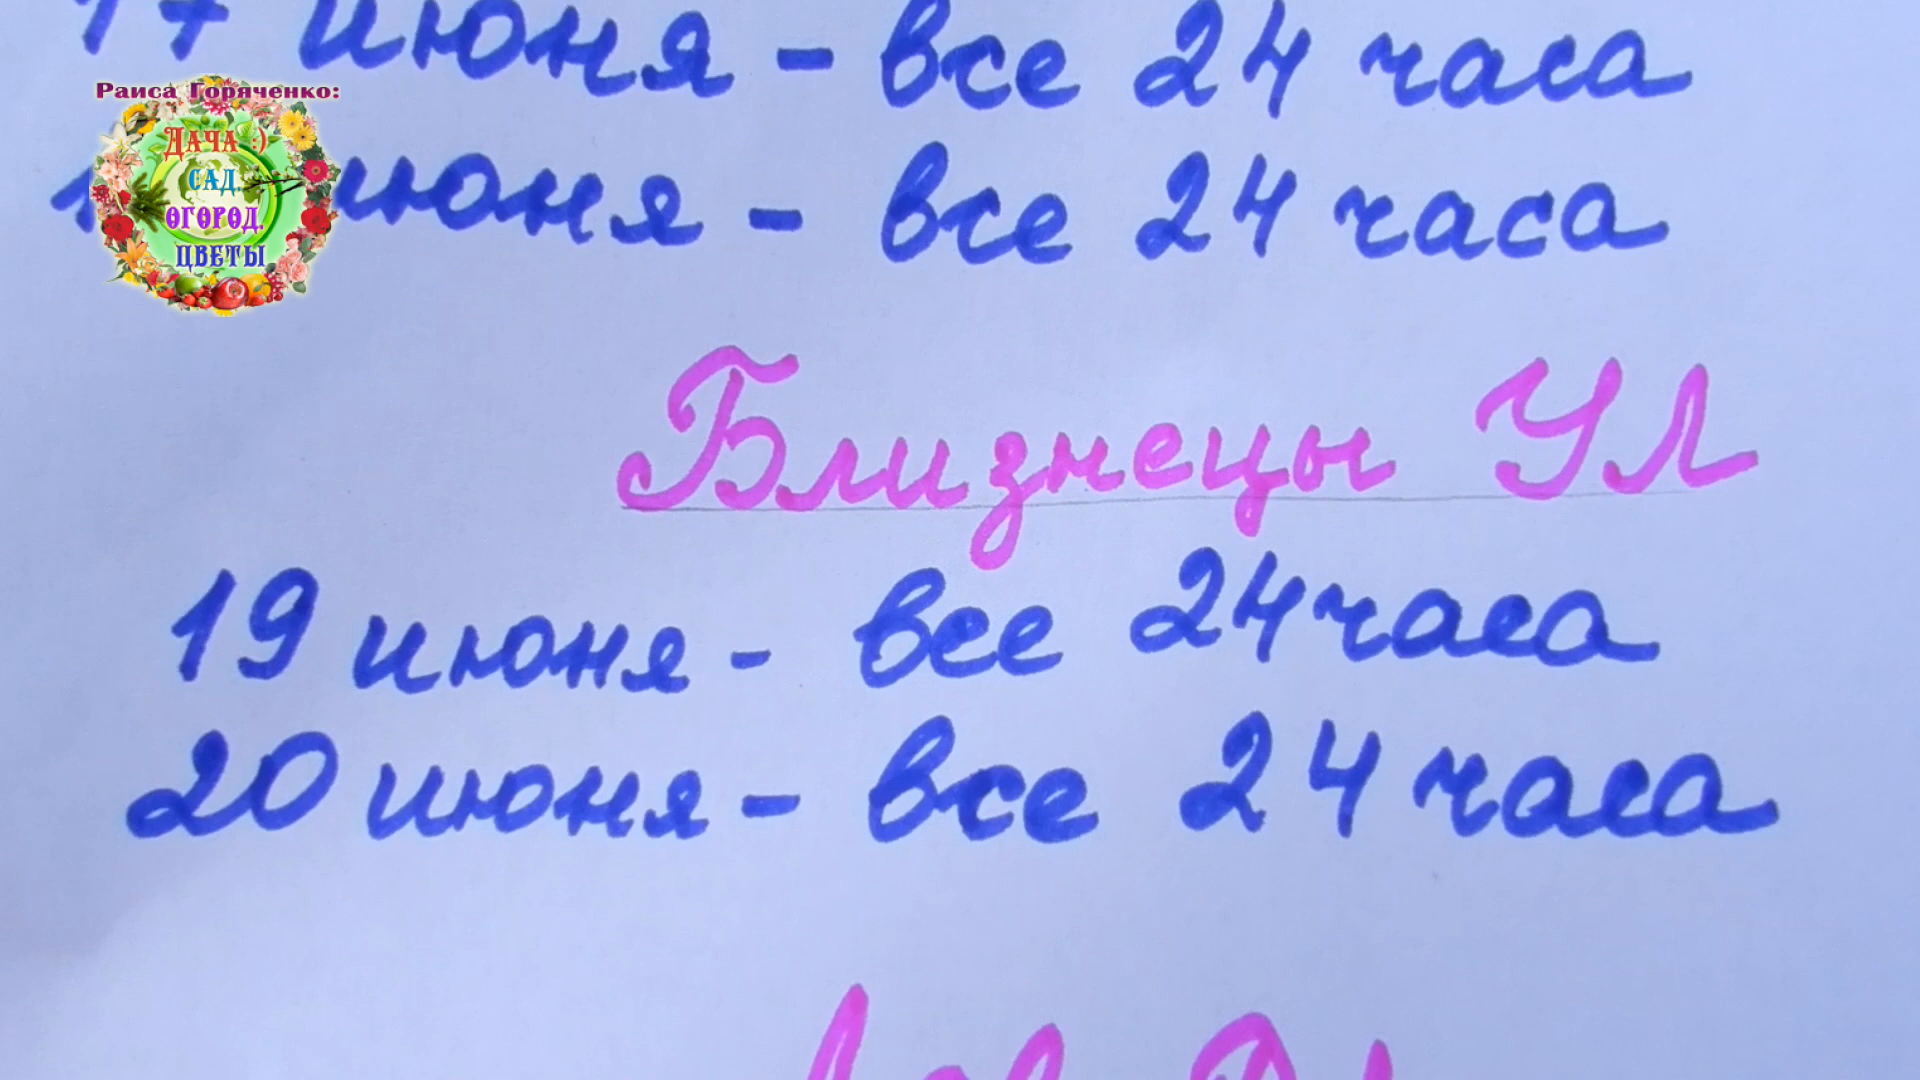 17 июня - все 24 часа
Раиса Горяченко:
Дача :)
САД.
ОГОРОД.
ЦВЕТЫ
июня - все 24 часа
Близнецы УЛ
19 июня - все 24 часа
20 июня - все 24 часа